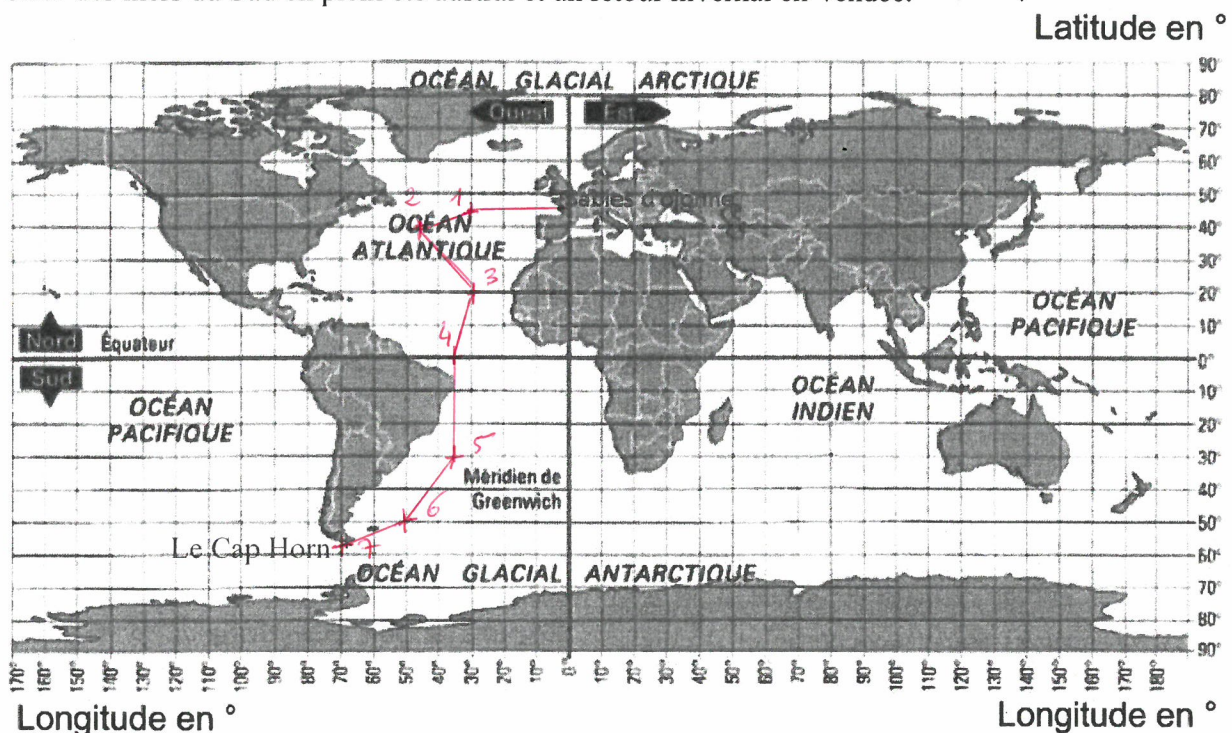 Latitude en °
OCÉAN GLACIAL ARCTIQUE
Ouest Est
90°
80°
70°
60°
50°
40°
30°
20°
10°
0°
10°
20°
30°
40°
50°
60°
70°
80°
90°
2 1 Sables d'olonne
OCÉAN
ATLANTIQUE
3
4
Nord Équateur
Sud
OCÉAN
PACIFIQUE
OCÉAN
PACIFIQUE
OCÉAN
INDIEN
5
Méridien de
Greenwich
6
Le Cap Horn 7
OCÉAN GLACIAL ANTARCTIQUE
170° 160° 150° 140° 130° 120° 110° 100° 90° 80° 70° 60° 50° 40° 30° 20° 10° 0° 10° 20° 30° 40° 50° 60° 70° 80° 90° 100° 110° 120° 130° 140° 150° 160° 170° 180°
Longitude en ° Longitude en °